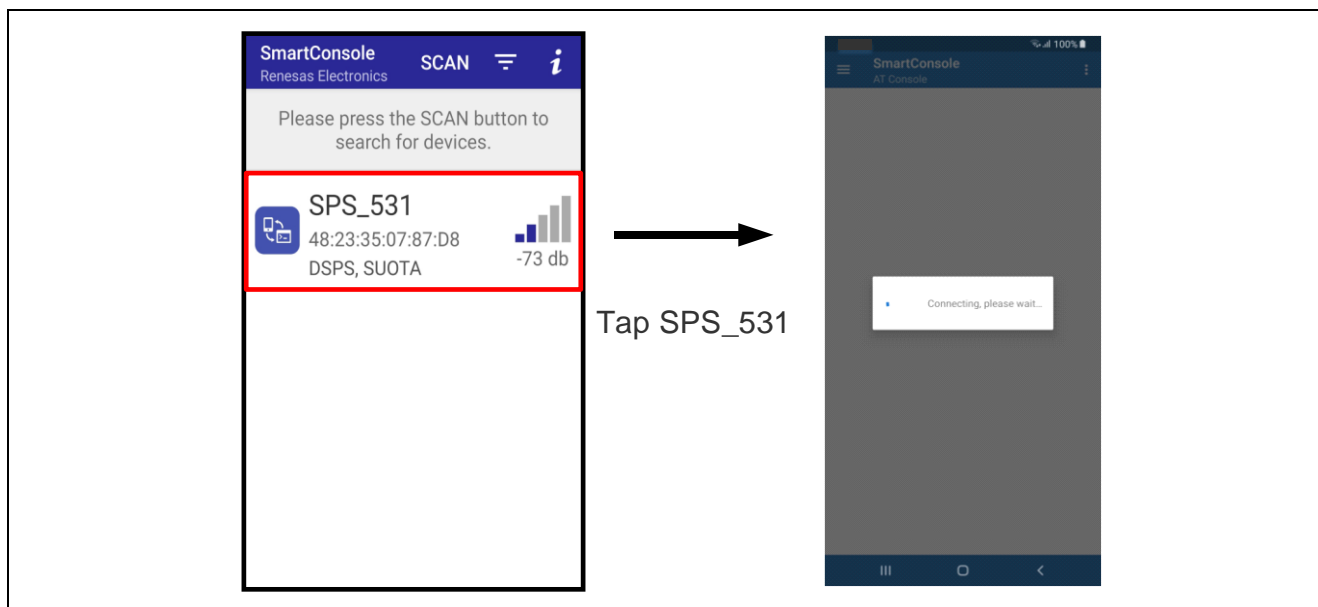 SmartConsole
Renesas Electronics
SCAN
i
Please press the SCAN button to
search for devices.
SPS_531
48:23:35:07:87:D8
DSPS, SUOTA
-73 db
Tap SPS_531
100%
SmartConsole
AT Console
Connecting, please wait...